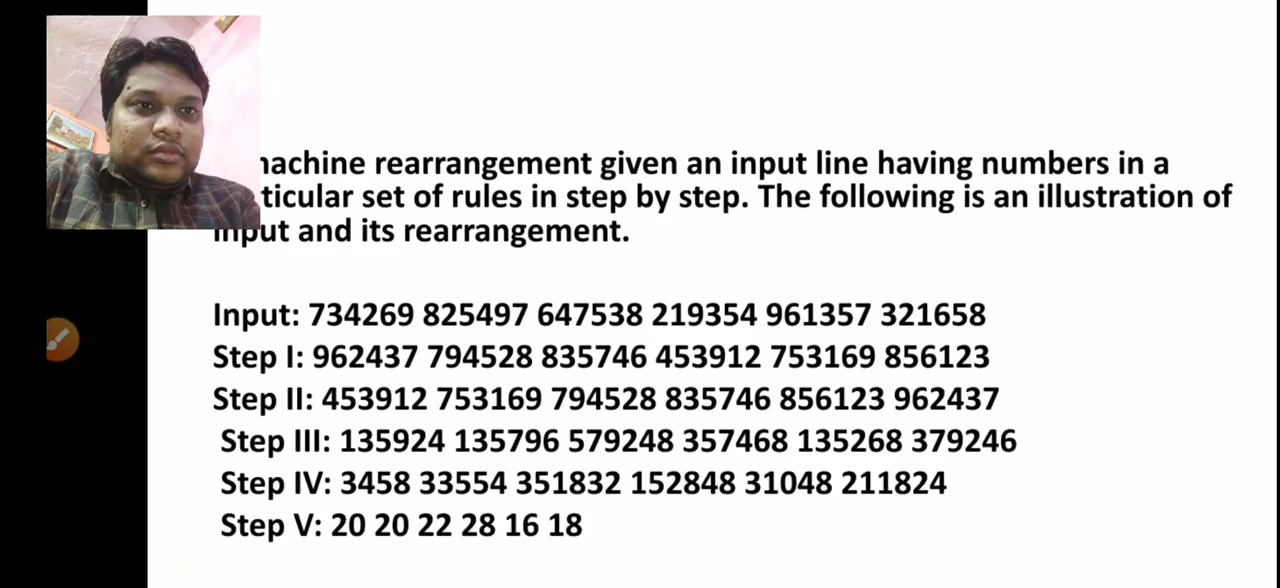 machine rearrangement given an input line having numbers in a
ticular set of rules in step by step. The following is an illustration of
input and its rearrangement.
Input: 734269 825497 647538 219354 961357 321658
Step I: 962437 794528 835746 453912 753169 856123
Step II: 453912 753169 794528 835746 856123 962437
Step III: 135924 135796 579248 357468 135268 379246
Step IV: 3458 33554 351832 152848 31048 211824
Step V: 20 20 22 28 16 18